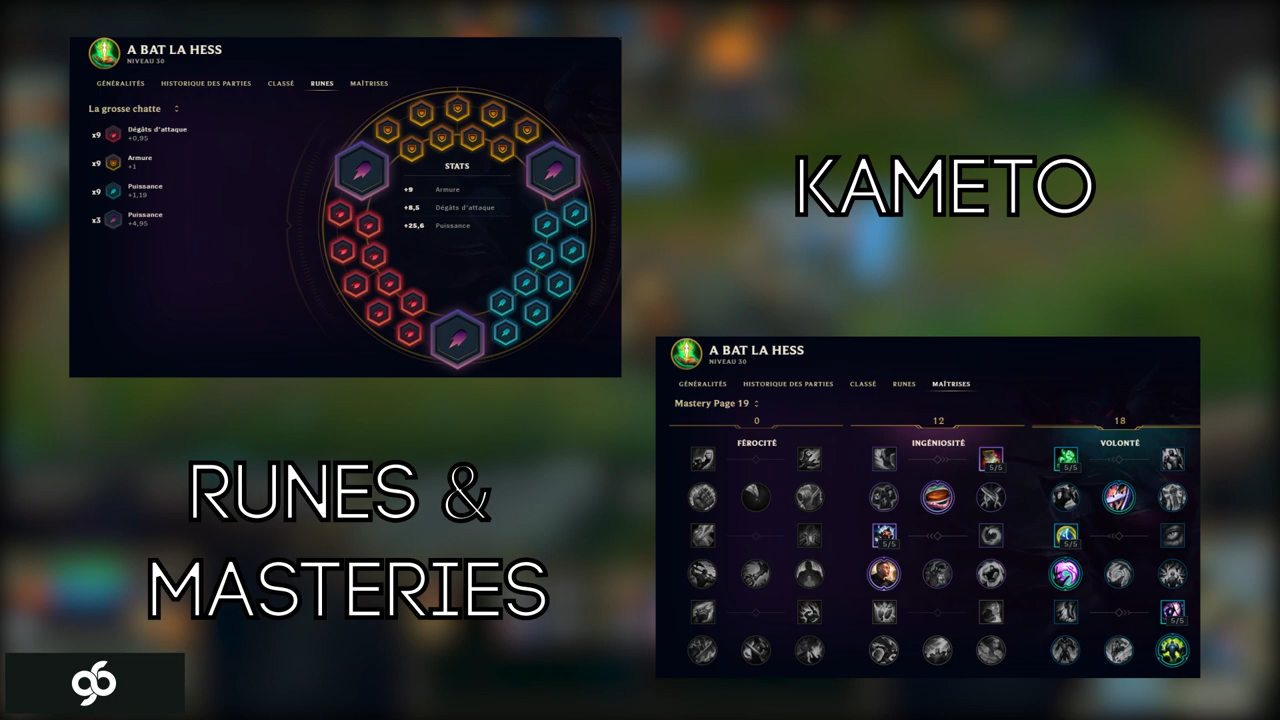 A BAT LA HESS
NIVEAU 30
GÉNÉRALITÉS HISTORIQUE DES PARTIES CLASSÉ RUNES MAÎTRISES
La grosse chatte
x9 Dégâts d'attaque
+0,95
x9 Armure
+1
x9 Puissance
+1,19
x3 Puissance
+4,95
STATS
+9 Armure
+8,5 Dégâts d'attaque
+25,6 Puissance
KAMETO
A BAT LA HESS
NIVEAU 30
GÉNÉRALITÉS HISTORIQUE DES PARTIES CLASSÉ RUNES MAÎTRISES
Mastery Page 19
0 12 18
FÉROCITÉ INGÉNIOSITÉ VOLONTÉ
5/5 5/5
5/5 5/5
5/5
RUNES &
MASTERIES
96